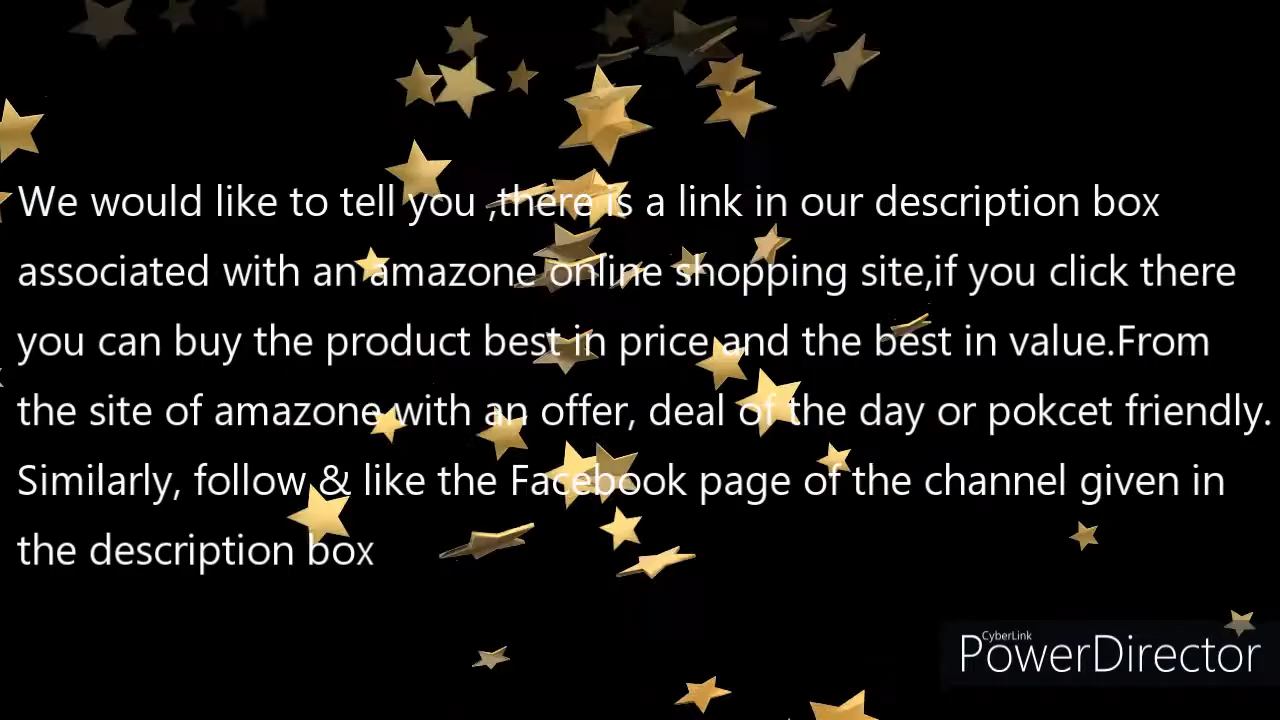 We would like to tell you ,there is a link in our description box
associated with an amazone online shopping site,if you click there
you can buy the product best in price and the best in value.From
the site of amazone with an offer, deal of the day or pokcet friendly.
Similarly, follow & like the Facebook page of the channel given in
the description box
CyberLink
PowerDirector